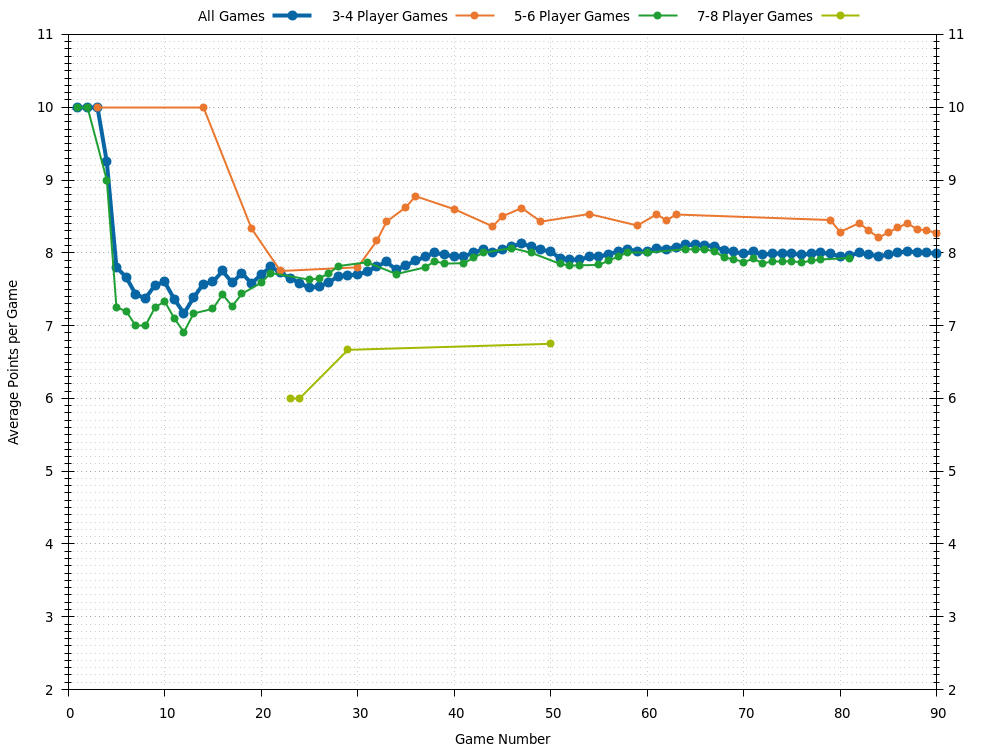 All Games 3-4 Player Games 5-6 Player Games 7-8 Player Games
11 11
10 10
9 9
8 8
7 7
6 6
5 5
4 4
3 3
2 2
Average Points per Game
0 10 20 30 40 50 60 70 80 90
Game Number